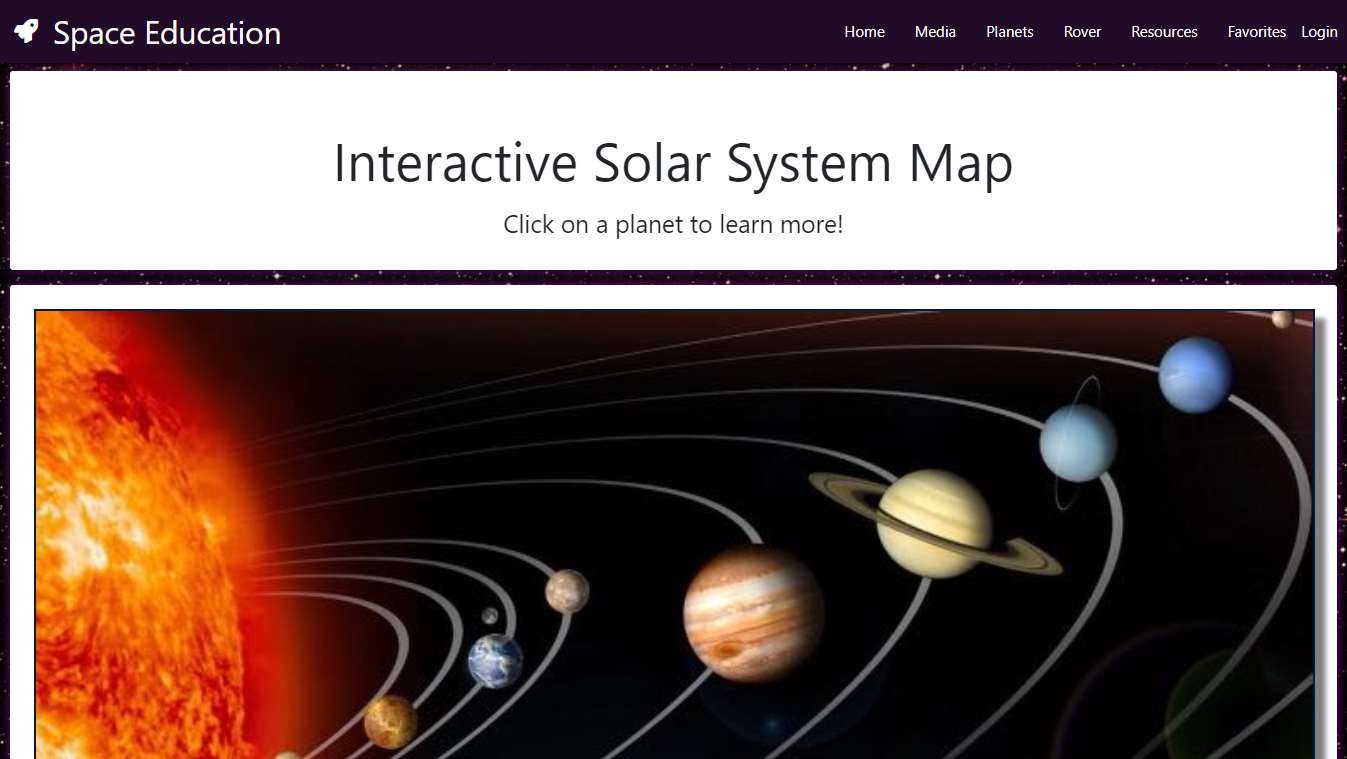 Space Education
Home Media Planets Rover Resources Favorites Login
Interactive Solar System Map
Click on a planet to learn more!